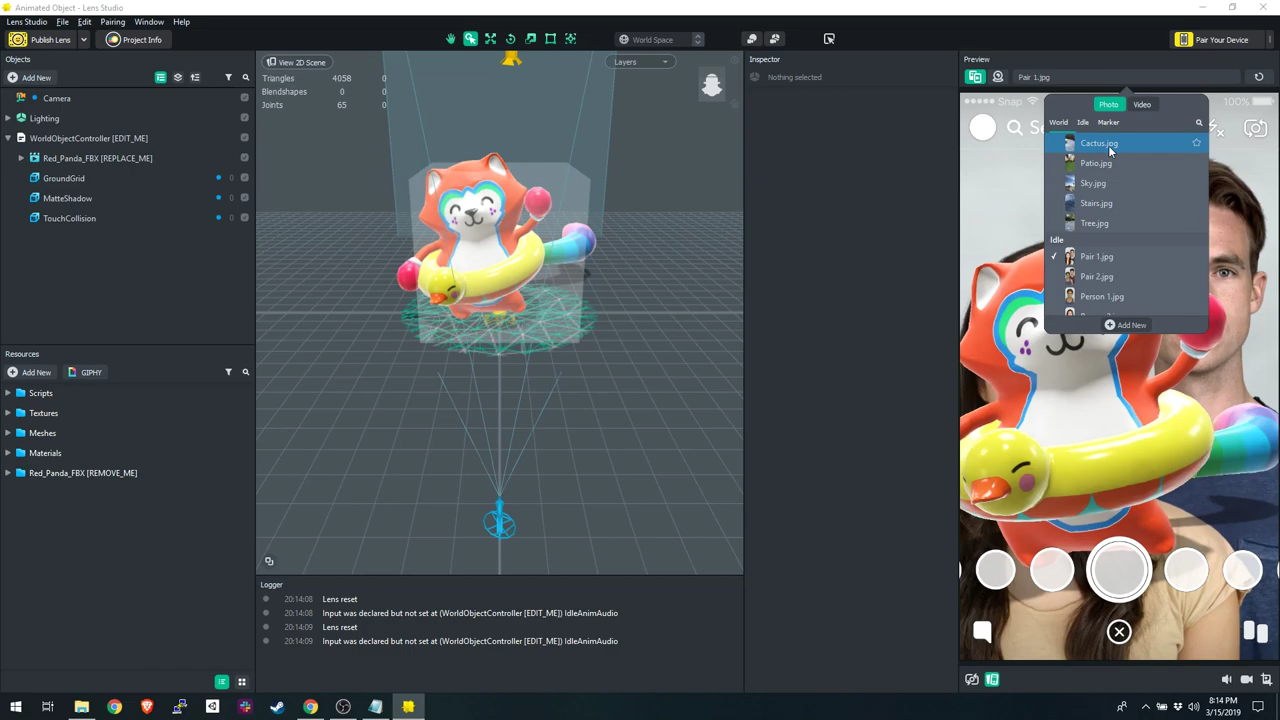 Animated Object - Lens Studio
Lens Studio File Edit Pairing Window Help
Publish Lens Project Info World Space Pair Your Device
Objects
Add New
Camera
Lighting
WorldObjectController [EDIT_ME]
Red_Panda_FBX [REPLACE_ME]
GroundGrid 0
MatteShadow 0
TouchCollision 0
Resources
Add New GIPHY
Scripts
Textures
Meshes
Materials
Red_Panda_FBX [REMOVE_ME]
View 2D Scene Layers
Triangles 4058 0
Blendshapes 0 0
Joints 65 0
Logger
20:14:08 Lens reset
20:14:08 Input was declared but not set at (WorldObjectController [EDIT_ME]) IdleAnimAudio
20:14:09 Lens reset
20:14:09 Input was declared but not set at (WorldObjectController [EDIT_ME]) IdleAnimAudio
Inspector
Nothing selected
Preview
Pair 1.jpg
Snap 100%
Photo Video
World Idle Marker
Cactus.jpg
Patio.jpg
Sky.jpg
Stairs.jpg
Tree.jpg
Idle
Pair 1.jpg
Pair 2.jpg
Person 1.jpg
Add New
8:14 PM
3/15/2019